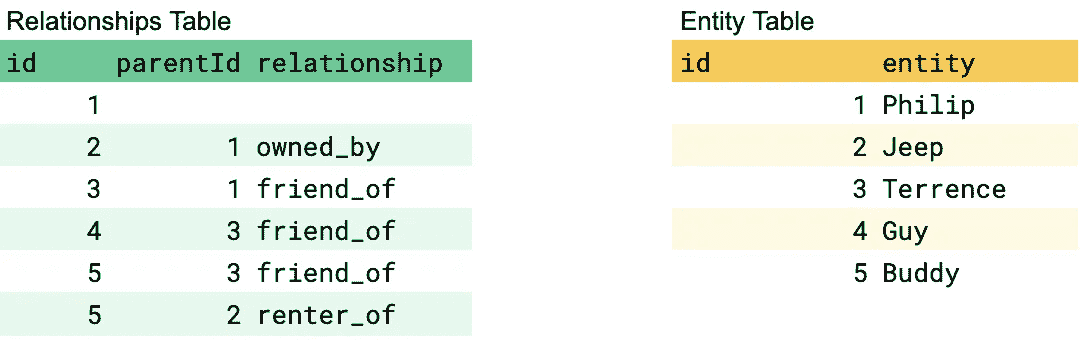 Relationships Table
id parentId relationship
1
2 1 owned_by
3 1 friend_of
4 3 friend_of
5 3 friend_of
5 2 renter_of
Entity Table
id entity
1 Philip
2 Jeep
3 Terrence
4 Guy
5 Buddy